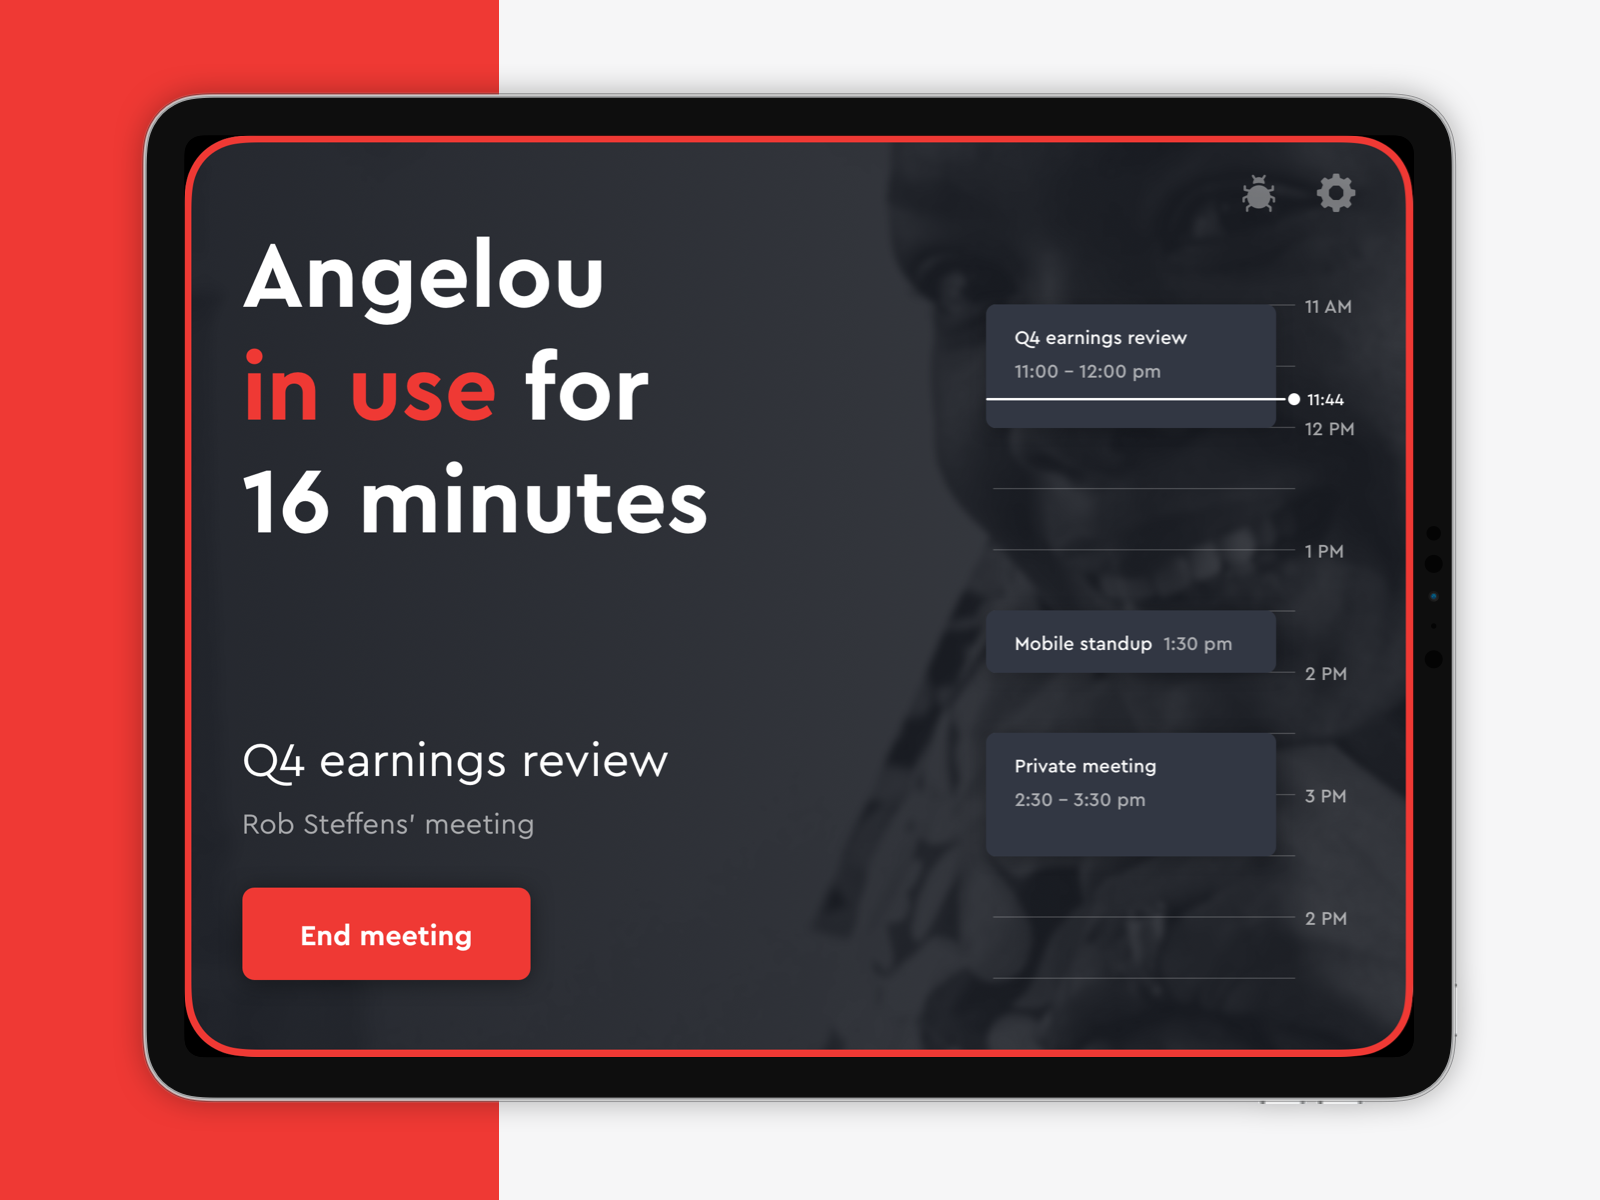 Angelou
in use for
16 minutes
Q4 earnings review
Rob Steffens' meeting
End meeting
11 AM
Q4 earnings review
11:00 – 12:00 pm
11:44
12 PM
1 PM
Mobile standup 1:30 pm
2 PM
Private meeting
2:30 – 3:30 pm
3 PM
2 PM